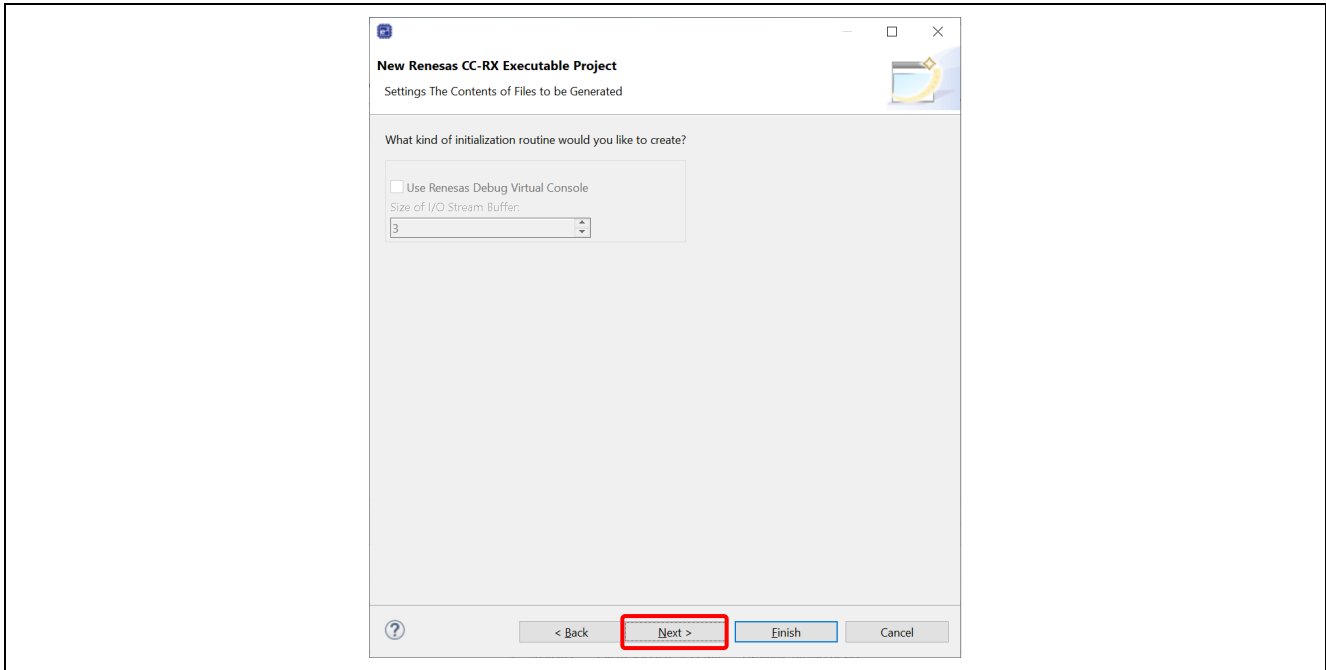 New Renesas CC-RX Executable Project
Settings The Contents of Files to be Generated
What kind of initialization routine would you like to create?
Use Renesas Debug Virtual Console
Size of I/O Stream Buffer:
3
< Back Next > Finish Cancel